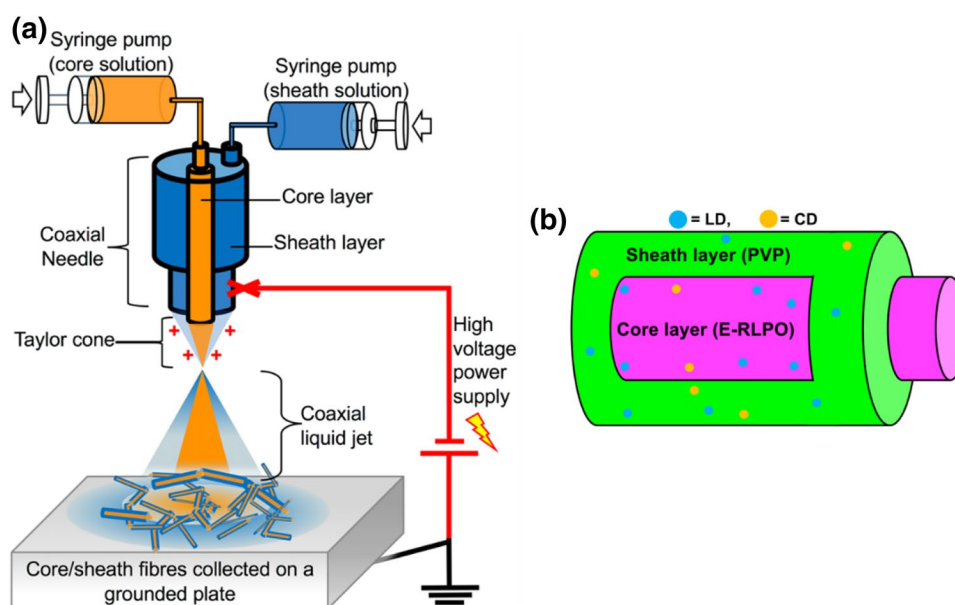 (a)
Syringe pump
(core solution)
Syringe pump
(sheath solution)
Core layer
Sheath layer
Coaxial
Needle
Taylor cone
+ +
+ +
High
voltage
power
supply
Coaxial
liquid jet
Core/sheath fibres collected on a
grounded plate
(b)
= LD, = CD
Sheath layer (PVP)
Core layer (E-RLPO)